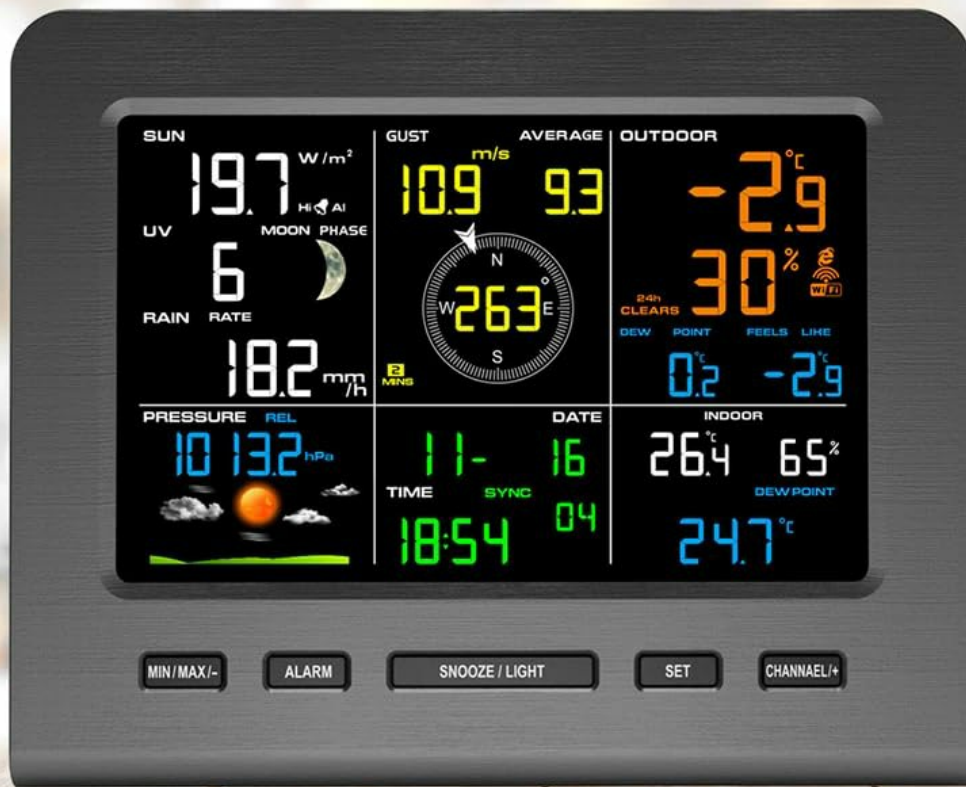 SUN
19.7 W/m²
Hi Al
UV MOON PHASE
6
RAIN RATE
18.2 mm/h
GUST AVERAGE
m/s
10.9 9.3
N
W 263° E
S
2 MINS
OUTDOOR
-2.9 °C
30 %
WiFi
24h CLEARS
DEW POINT FEELS LIKE
0.2 °C -2.9 °C
PRESSURE REL
1013.2 hPa
DATE
11- 16
TIME SYNC
18:54 04
INDOOR
26.4 °C 65%
DEW POINT
24.7 °C
MIN/MAX/- ALARM SNOOZE / LIGHT SET CHANNAEL/+